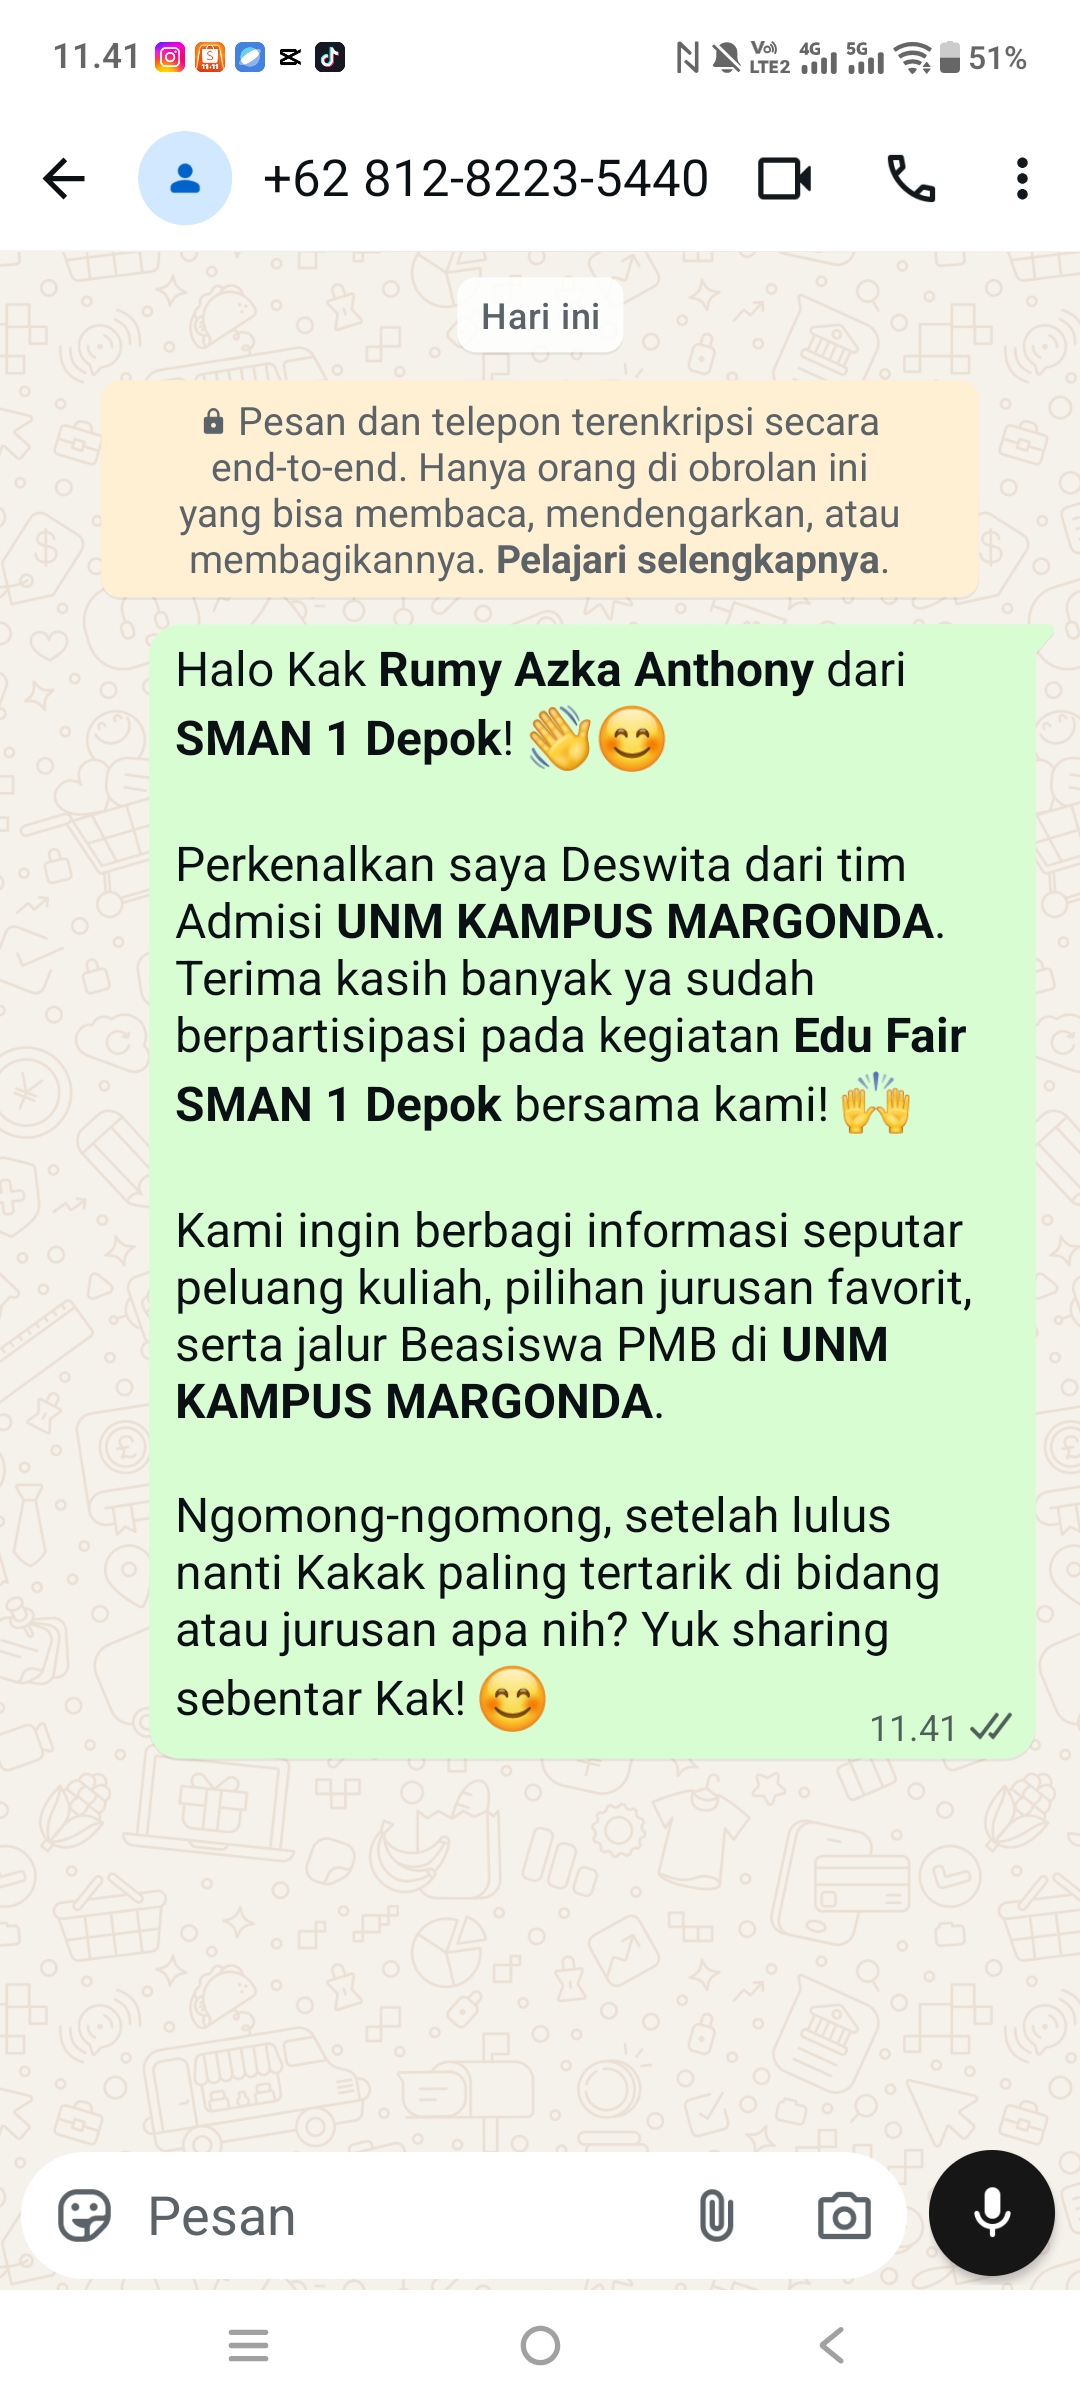 11.41
Vo)
LTE2
4G
5G
51%
+62 812-8223-5440
Hari ini
Pesan dan telepon terenkripsi secara
end-to-end. Hanya orang di obrolan ini
yang bisa membaca, mendengarkan, atau
membagikannya. Pelajari selengkapnya.
Halo Kak Rumy Azka Anthony dari
SMAN 1 Depok! 👋😊
Perkenalkan saya Deswita dari tim
Admisi UNM KAMPUS MARGONDA.
Terima kasih banyak ya sudah
berpartisipasi pada kegiatan Edu Fair
SMAN 1 Depok bersama kami! 🙌
Kami ingin berbagi informasi seputar
peluang kuliah, pilihan jurusan favorit,
serta jalur Beasiswa PMB di UNM
KAMPUS MARGONDA.
Ngomong-ngomong, setelah lulus
nanti Kakak paling tertarik di bidang
atau jurusan apa nih? Yuk sharing
sebentar Kak! 😊
11.41
Pesan